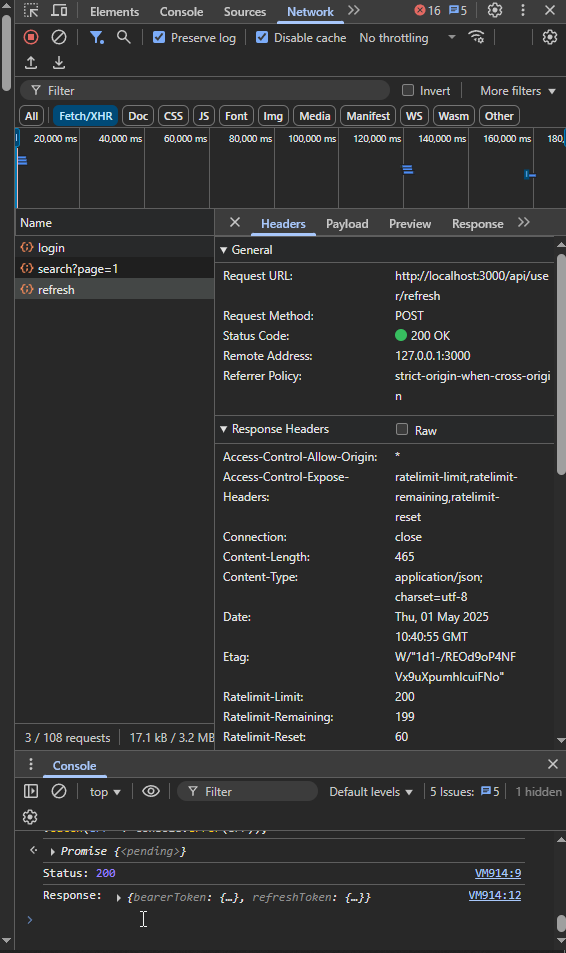 Elements Console Sources Network 16 5
Preserve log Disable cache No throttling
Filter Invert More filters
All Fetch/XHR Doc CSS JS Font Img Media Manifest WS Wasm Other
20,000 ms 40,000 ms 60,000 ms 80,000 ms 100,000 ms 120,000 ms 140,000 ms 160,000 ms 180,
Name
login
search?page=1
refresh
Headers Payload Preview Response
General
Request URL: http://localhost:3000/api/use
r/refresh
Request Method: POST
Status Code: 200 OK
Remote Address: 127.0.0.1:3000
Referrer Policy: strict-origin-when-cross-origi
n
Response Headers Raw
Access-Control-Allow-Origin: *
Access-Control-Expose- ratelimit-limit,ratelimit-
Headers: remaining,ratelimit-
reset
Connection: close
Content-Length: 465
Content-Type: application/json;
charset=utf-8
Date: Thu, 01 May 2025
10:40:55 GMT
Etag: W/"1d1-/REOd9oP4NF
Vx9uXpumhIcuiFNo"
Ratelimit-Limit: 200
Ratelimit-Remaining: 199
Ratelimit-Reset: 60
3 / 108 requests 17.1 kB / 3.2 MB
Console
top Filter Default levels 5 Issues: 5 1 hidden
Promise {<pending>}
Status: 200 VM914:9
Response: {bearerToken: {…}, refreshToken: {…}} VM914:12